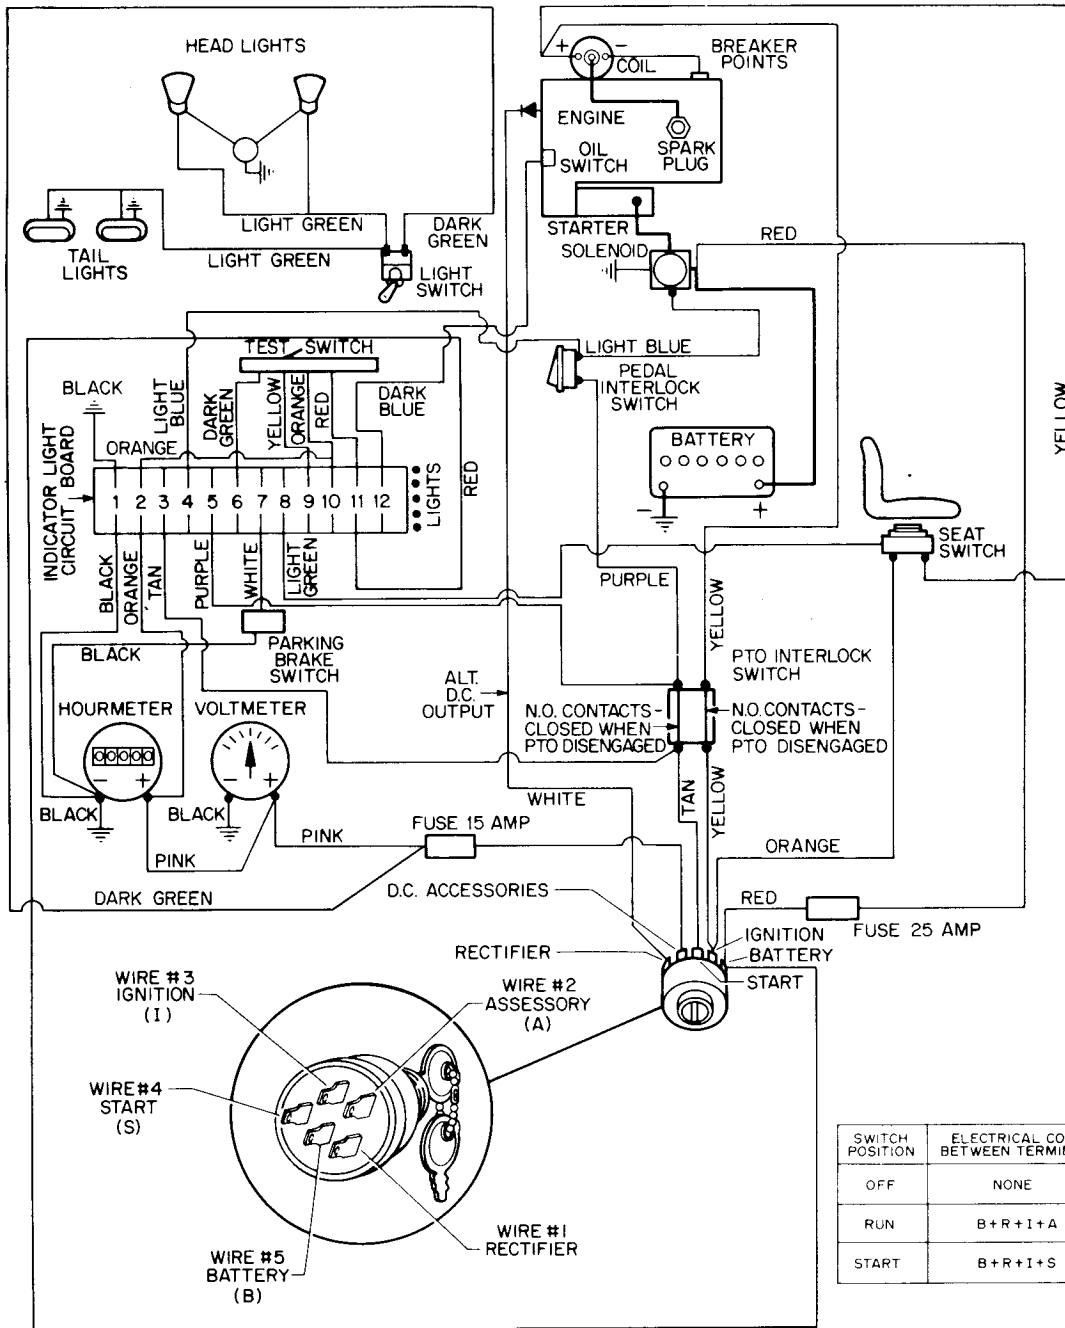 HEAD LIGHTS
+ -
COIL
BREAKER
POINTS
ENGINE
OIL
SWITCH
SPARK
PLUG
STARTER
SOLENOID
RED
TAIL
LIGHTS
LIGHT GREEN
LIGHT GREEN
DARK
GREEN
LIGHT
SWITCH
TEST SWITCH
LIGHT BLUE
PEDAL
INTERLOCK
SWITCH
BLACK
LIGHT
BLUE
DARK
GREEN
YELLOW
ORANGE
RED
DARK
BLUE
ORANGE
INDICATOR LIGHT
CIRCUIT BOARD
1 2 3 4 5 6 7 8 9 10 11 12
LIGHTS
RED
BATTERY
- +
YELLOW
SEAT
SWITCH
BLACK
ORANGE
TAN
PURPLE
WHITE
LIGHT
GREEN
PURPLE
YELLOW
BLACK
PARKING
BRAKE
SWITCH
PTO INTERLOCK
SWITCH
ALT.
D.C.
OUTPUT
N.O. CONTACTS-
CLOSED WHEN
PTO DISENGAGED
N.O. CONTACTS-
CLOSED WHEN
PTO DISENGAGED
HOURMETER
VOLTMETER
00000
- +
- +
BLACK
BLACK
WHITE
TAN
YELLOW
PINK
FUSE 15 AMP
PINK
ORANGE
DARK GREEN
D.C. ACCESSORIES
RED
FUSE 25 AMP
RECTIFIER
IGNITION
BATTERY
START
WIRE #3
IGNITION
(I)
WIRE #2
ASSESSORY
(A)
WIRE#4
START
(S)
WIRE #1
RECTIFIER
WIRE #5
BATTERY
(B)
SWITCH
POSITION
ELECTRICAL CO
BETWEEN TERMI
OFF NONE
RUN B+R+I+A
START B+R+I+S